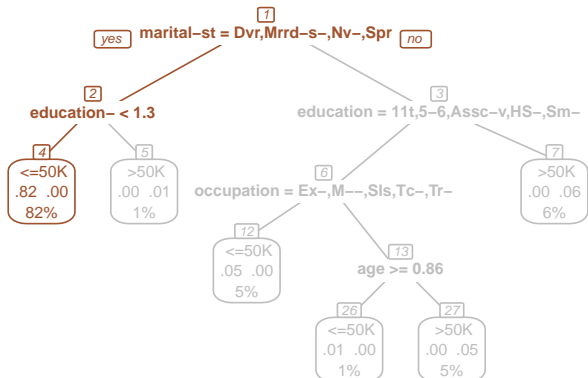 1
yes marital-st = Dvr,Mrrd-s-,Nv-,Spr no
2
education- < 1.3
3
education = 11t,5-6,Assc-v,HS-,Sm-
4
<=50K
.82 .00
82%
5
>50K
.00 .01
1%
6
occupation = Ex-,M--,Sls,Tc-,Tr-
7
>50K
.00 .06
6%
12
<=50K
.05 .00
5%
13
age >= 0.86
26
<=50K
.01 .00
1%
27
>50K
.00 .05
5%